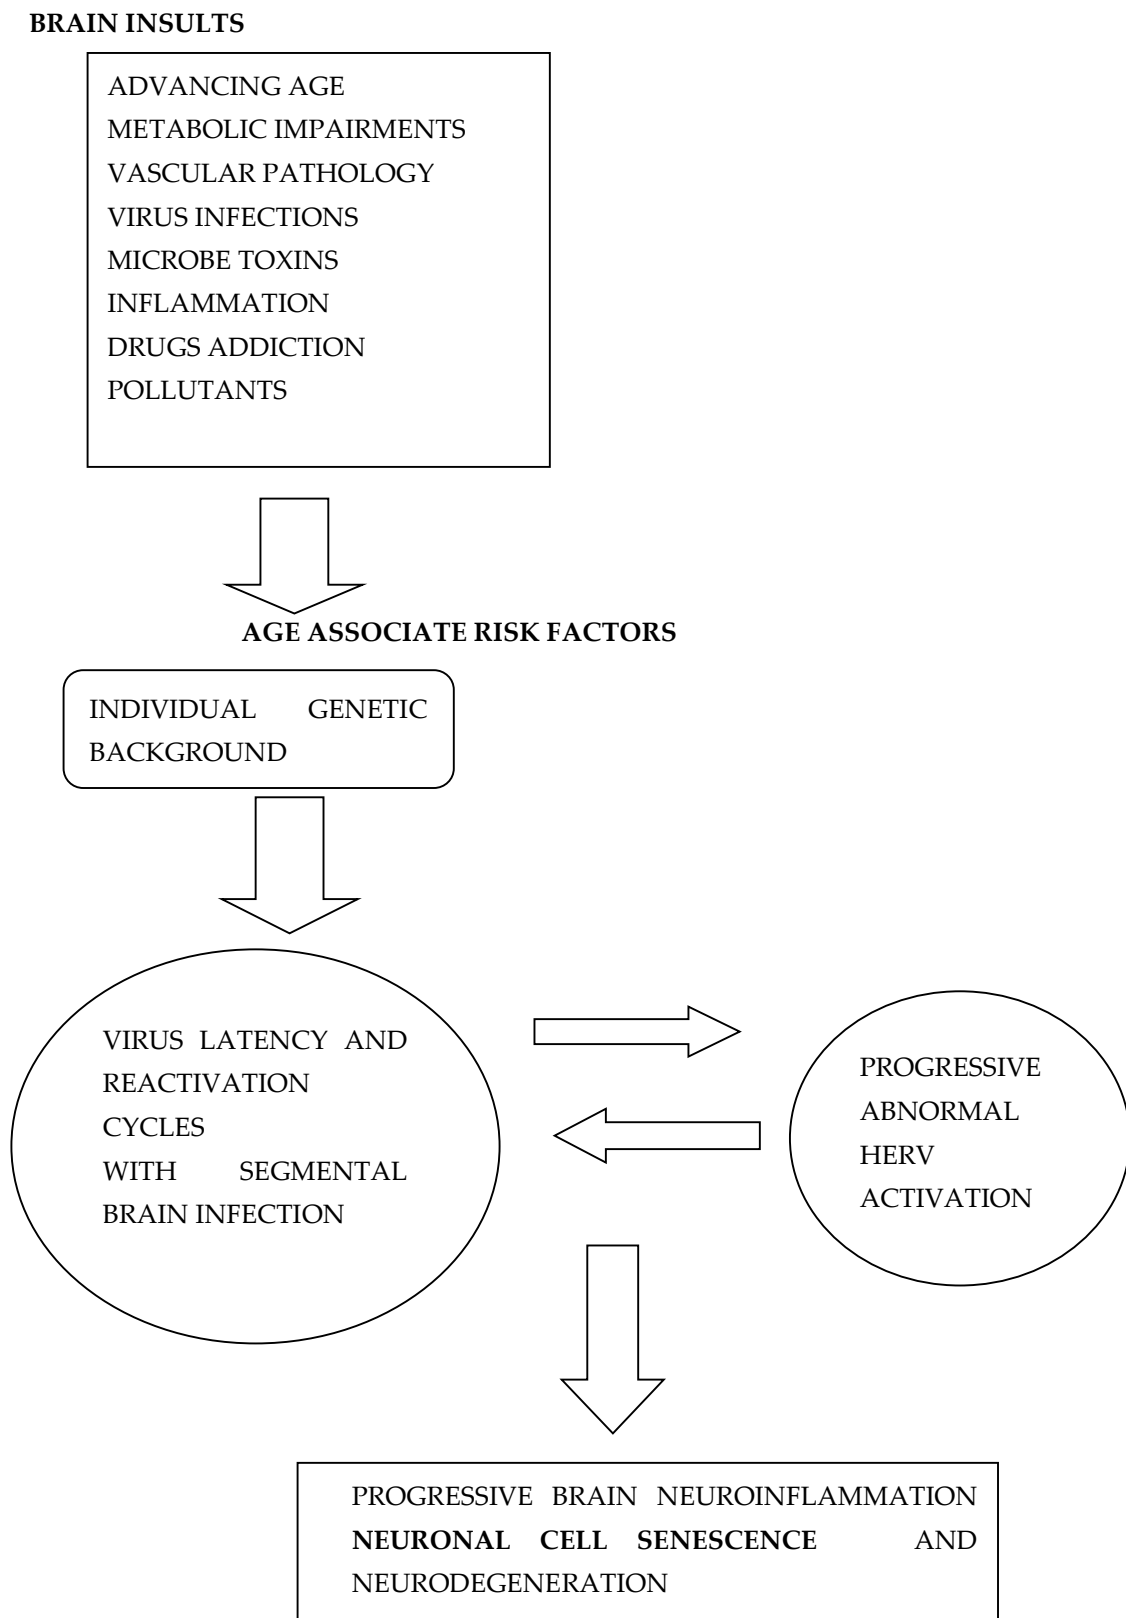 BRAIN INSULTS
ADVANCING AGE
METABOLIC IMPAIRMENTS
VASCULAR PATHOLOGY
VIRUS INFECTIONS
MICROBE TOXINS
INFLAMMATION
DRUGS ADDICTION
POLLUTANTS
AGE ASSOCIATE RISK FACTORS
INDIVIDUAL GENETIC
BACKGROUND
VIRUS LATENCY AND
REACTIVATION
CYCLES
WITH SEGMENTAL
BRAIN INFECTION
PROGRESSIVE
ABNORMAL
HERV
ACTIVATION
PROGRESSIVE BRAIN NEUROINFLAMMATION
NEURONAL CELL SENESCENCE AND
NEURODEGENERATION